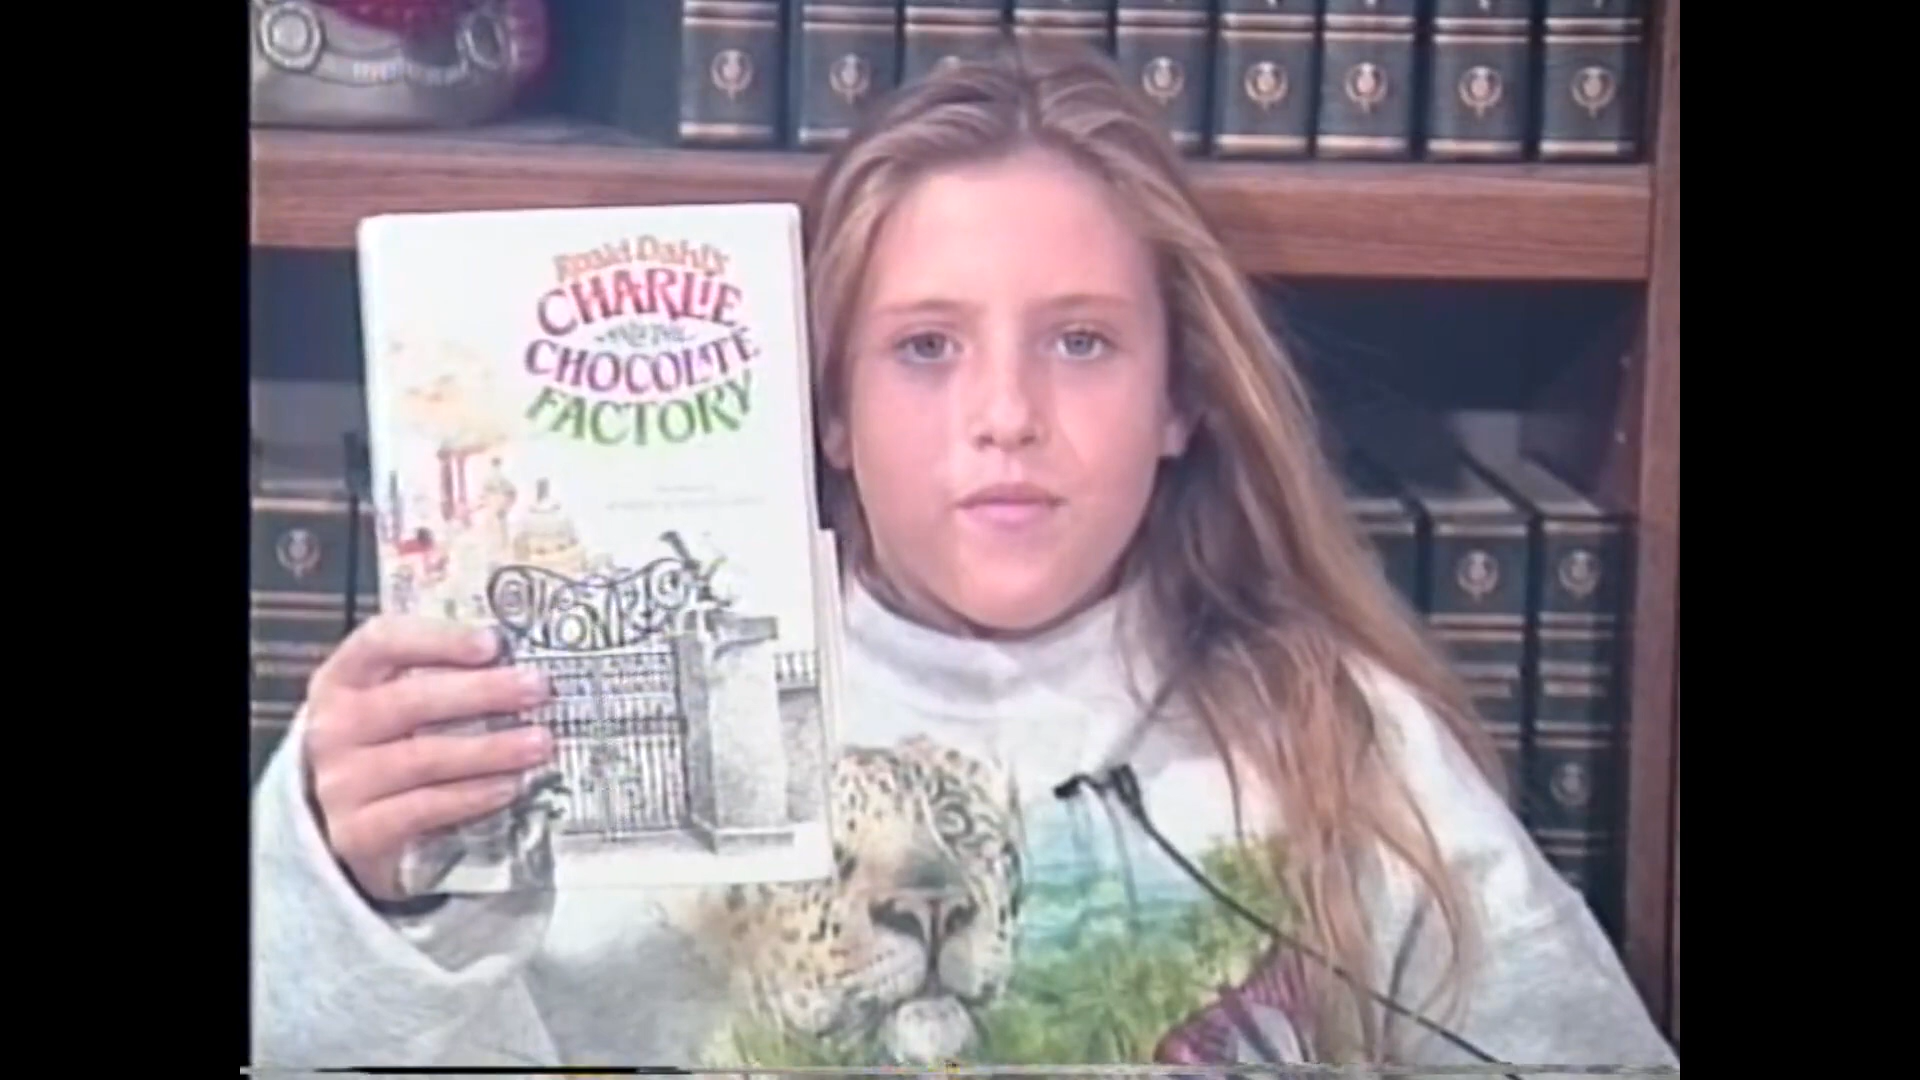 Roald Dahl's
CHARLIE
AND THE
CHOCOLATE
FACTORY